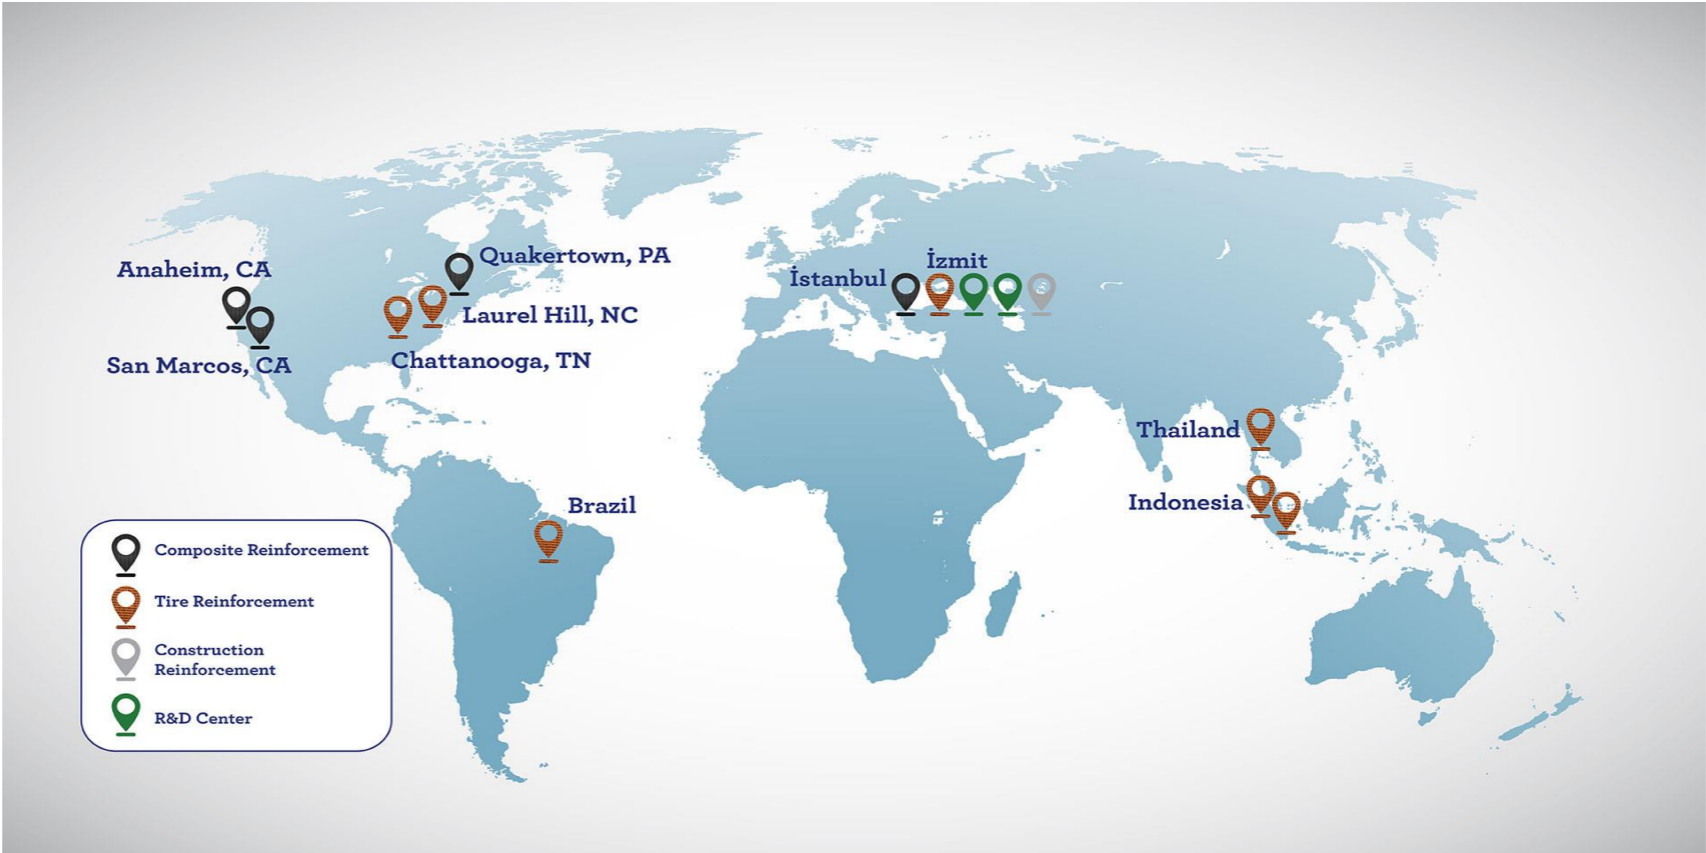 Quakertown, PA
Anaheim, CA
Laurel Hill, NC
San Marcos, CA
Chattanooga, TN
İstanbul
İzmit
Thailand
Indonesia
Brazil
Composite Reinforcement
Tire Reinforcement
Construction
Reinforcement
R&D Center